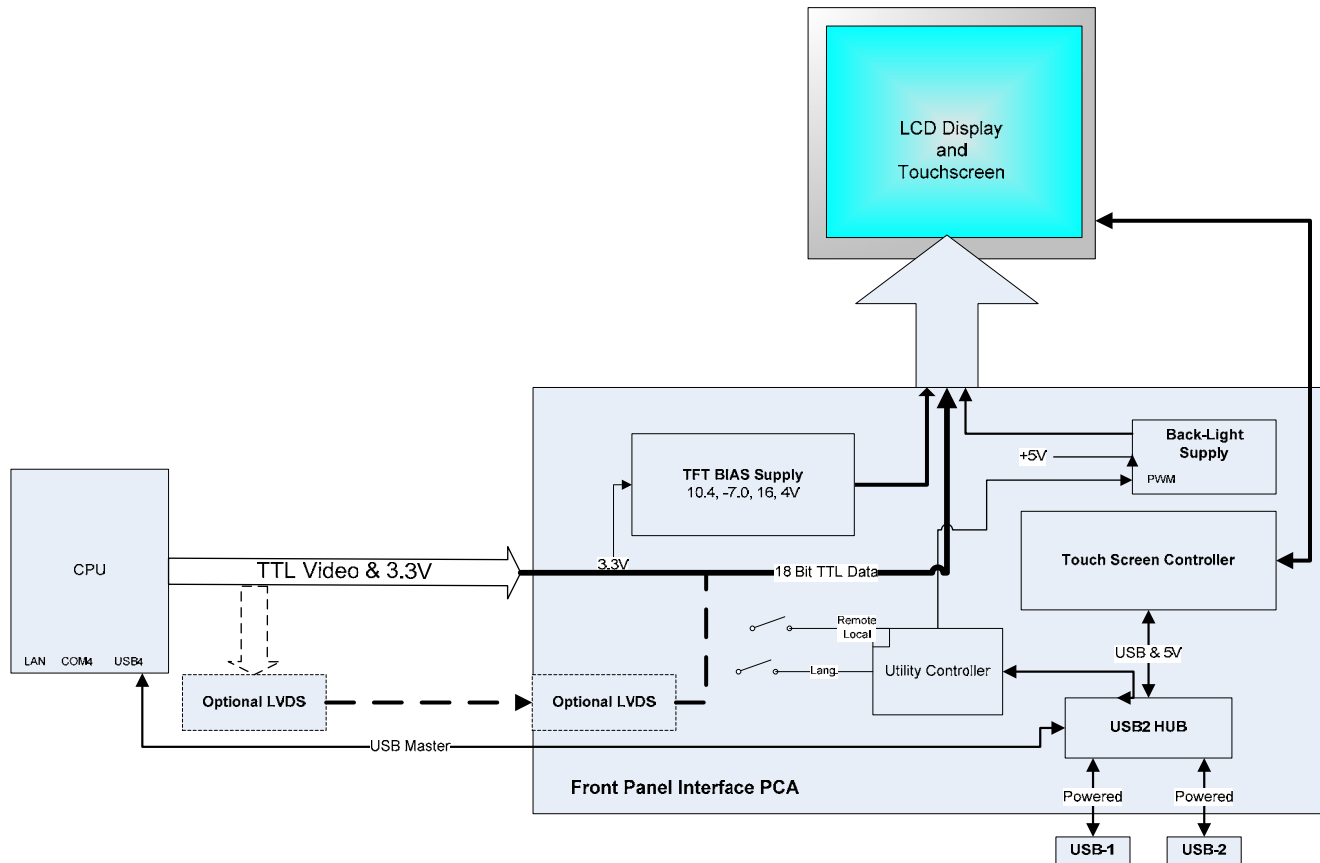 LCD Display
and
Touchscreen
Back-Light
Supply
+5V
PWM
TFT BIAS Supply
10.4, -7.0, 16, 4V
CPU
TTL Video & 3.3V
3.3V
18 Bit TTL Data
Touch Screen Controller
Remote
Local
Lang.
Utility Controller
USB & 5V
LAN COM4 USB4
Optional LVDS
Optional LVDS
USB2 HUB
USB Master
Front Panel Interface PCA
Powered
Powered
USB-1
USB-2